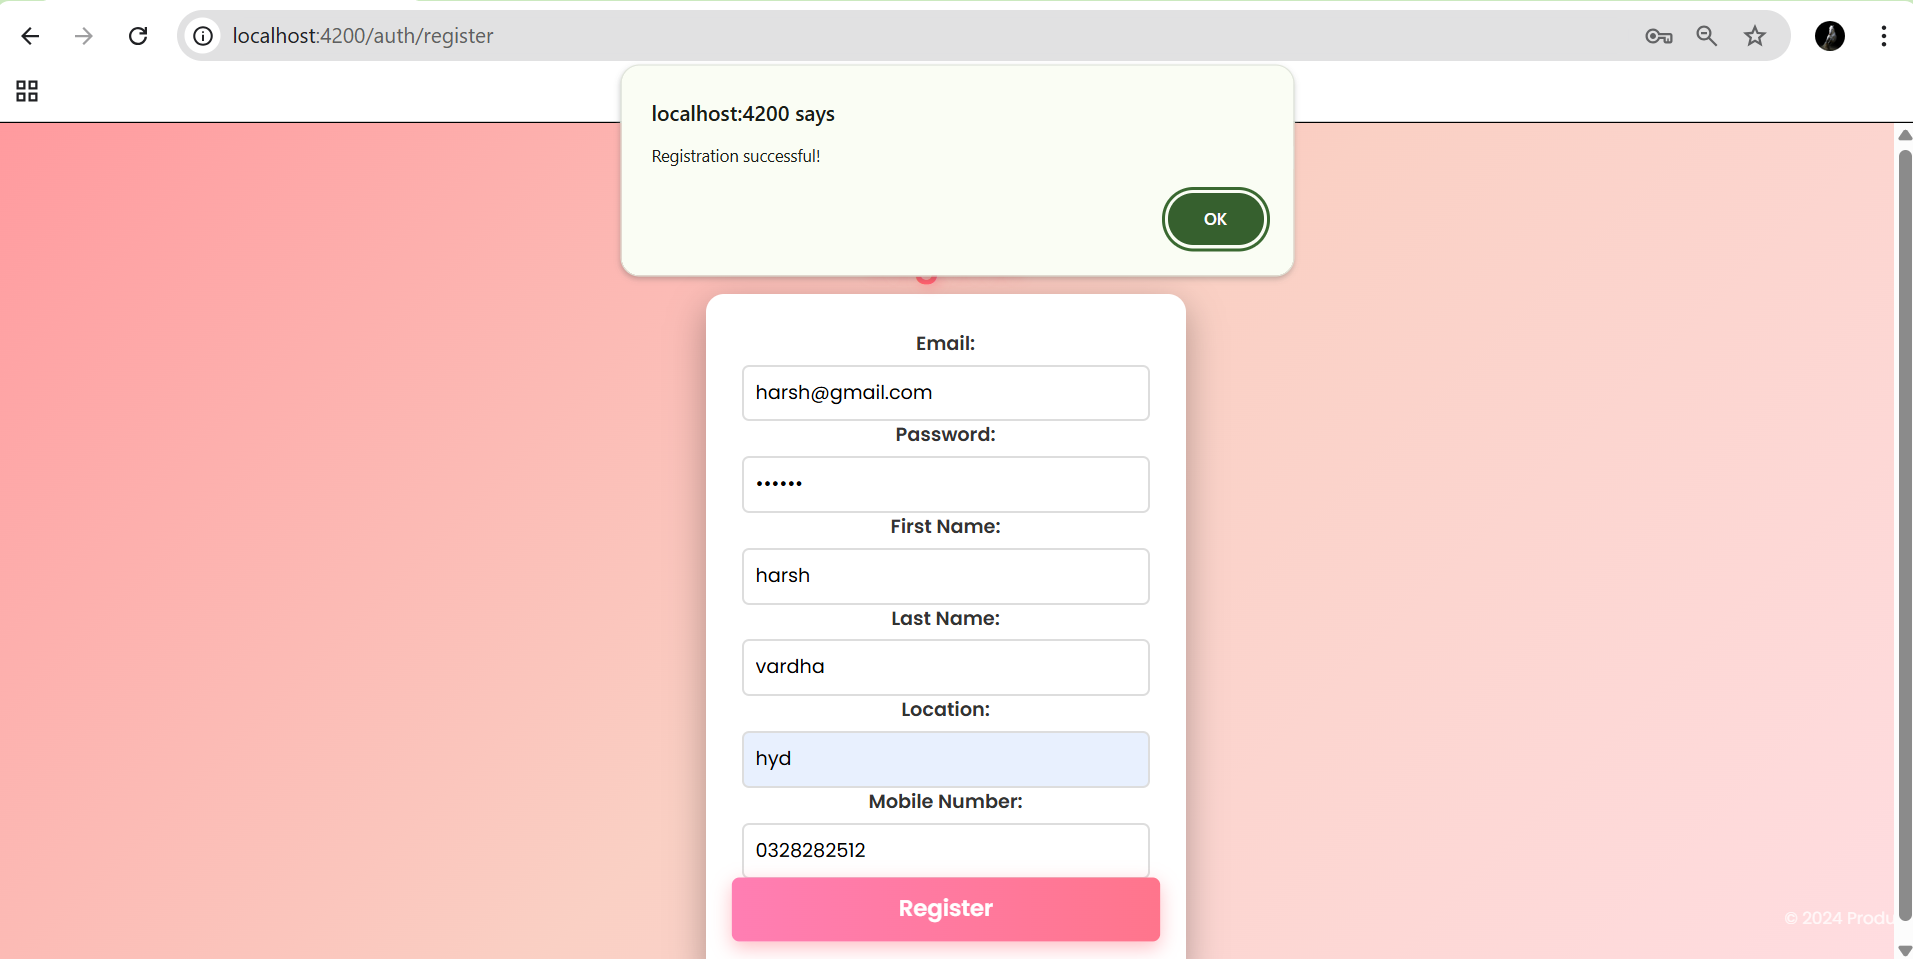 localhost:4200/auth/register
localhost:4200 says
Registration successful!
OK
Email:
harsh@gmail.com
Password:
••••••
First Name:
harsh
Last Name:
vardha
Location:
hyd
Mobile Number:
0328282512
Register
© 2024 Produ